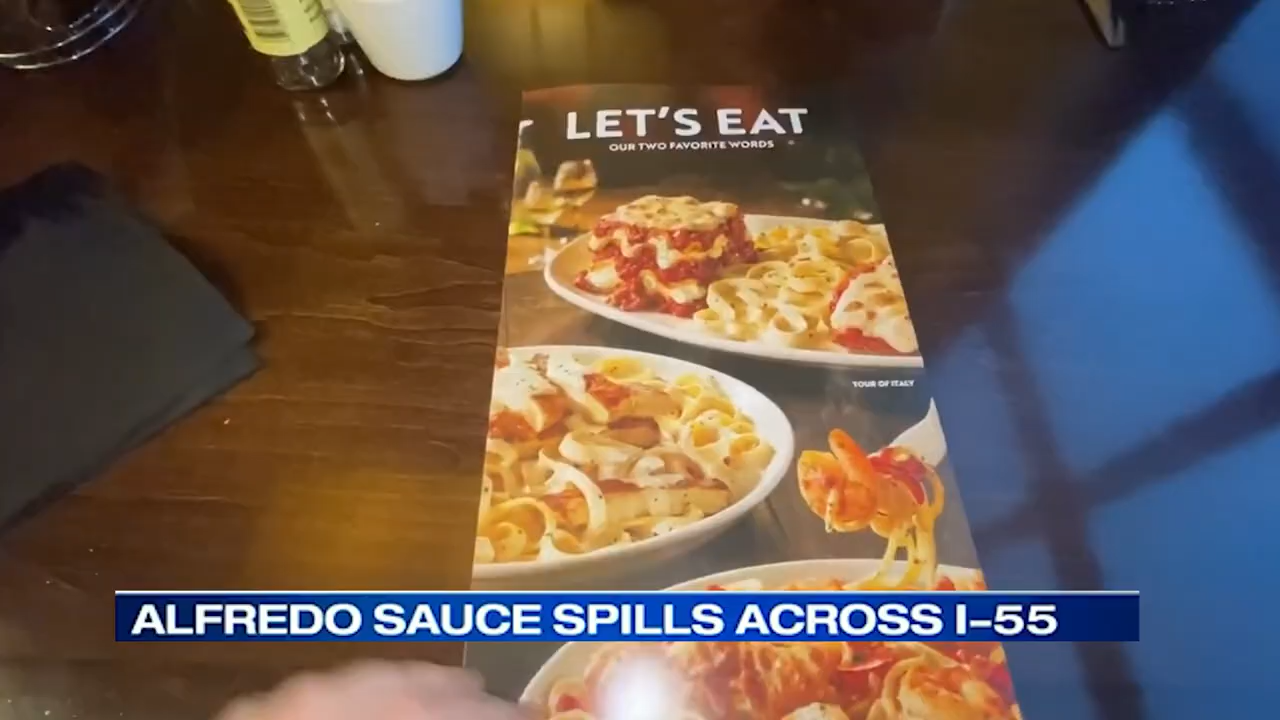 LET'S EAT
OUR TWO FAVORITE WORDS
TOUR OF ITALY
ALFREDO SAUCE SPILLS ACROSS I-55